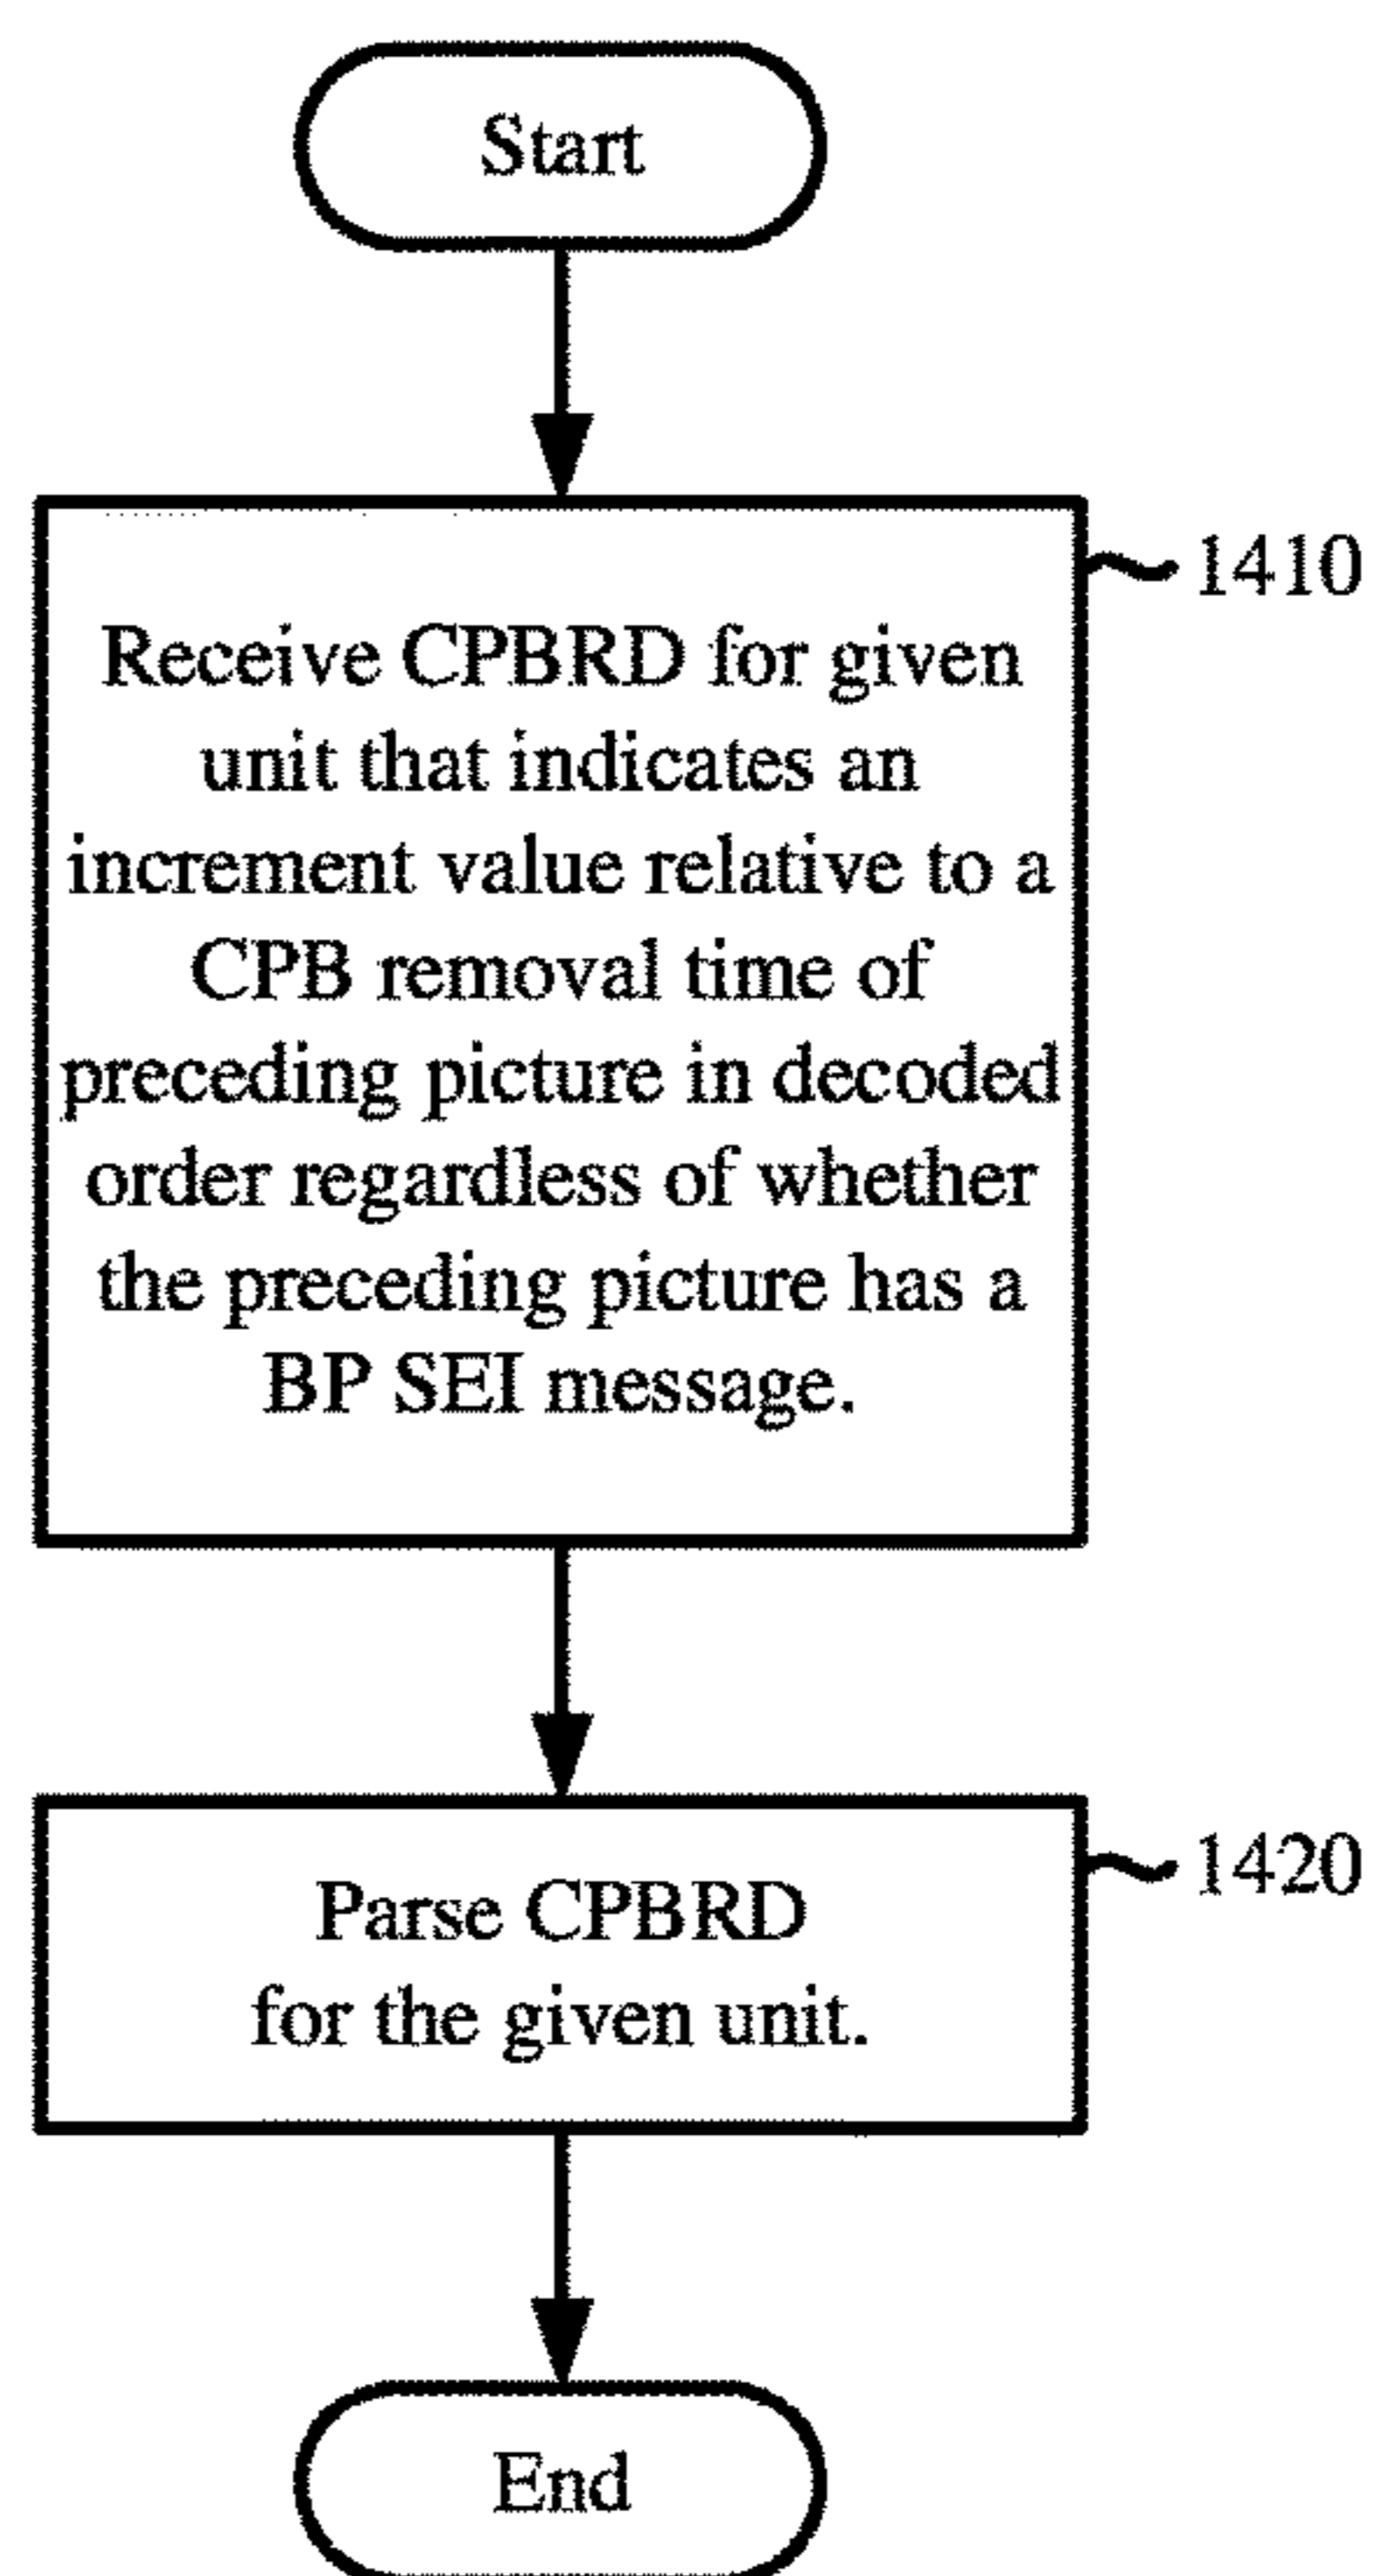 Start
1410
Receive CPBRD for given
unit that indicates an
increment value relative to a
CPB removal time of
preceding picture in decoded
order regardless of whether
the preceding picture has a
BP SEI message.
1420
Parse CPBRD
for the given unit.
End